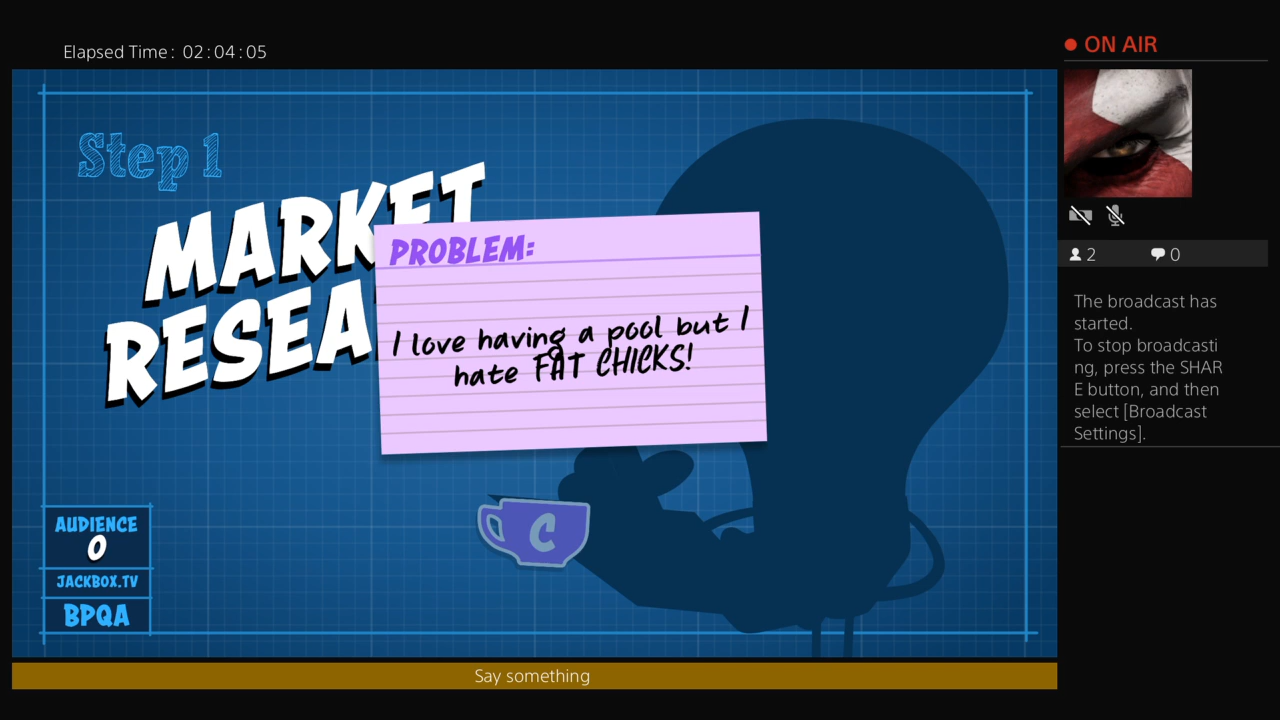 Elapsed Time: 02:04:05
ON AIR
Step 1
MARKET
RESEA
PROBLEM:
I love having a pool but I
hate FAT CHICKS!
C
AUDIENCE
0
JACKBOX.TV
BPQA
2
0
The broadcast has
started.
To stop broadcasti
ng, press the SHAR
E button, and then
select [Broadcast
Settings].
Say something